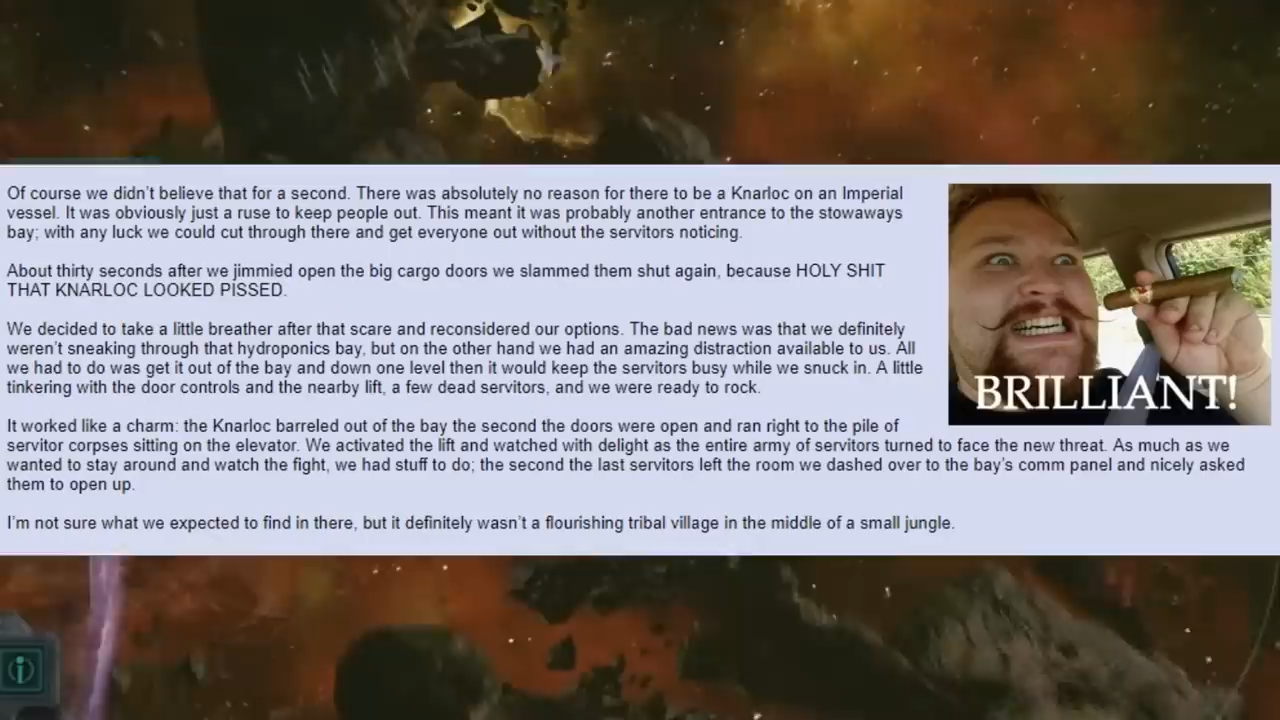 Of course we didn't believe that for a second. There was absolutely no reason for there to be a Knarloc on an Imperial
vessel. It was obviously just a ruse to keep people out. This meant it was probably another entrance to the stowaways
bay; with any luck we could cut through there and get everyone out without the servitors noticing.
About thirty seconds after we jimmied open the big cargo doors we slammed them shut again, because HOLY SHIT
THAT KNARLOC LOOKED PISSED.
We decided to take a little breather after that scare and reconsidered our options. The bad news was that we definitely
weren't sneaking through that hydroponics bay, but on the other hand we had an amazing distraction available to us. All
we had to do was get it out of the bay and down one level then it would keep the servitors busy while we snuck in. A little
tinkering with the door controls and the nearby lift, a few dead servitors, and we were ready to rock.
BRILLIANT!
It worked like a charm: the Knarloc barreled out of the bay the second the doors were open and ran right to the pile of
servitor corpses sitting on the elevator. We activated the lift and watched with delight as the entire army of servitors turned to face the new threat. As much as we
wanted to stay around and watch the fight, we had stuff to do; the second the last servitors left the room we dashed over to the bay's comm panel and nicely asked
them to open up.
I'm not sure what we expected to find in there, but it definitely wasn't a flourishing tribal village in the middle of a small jungle.